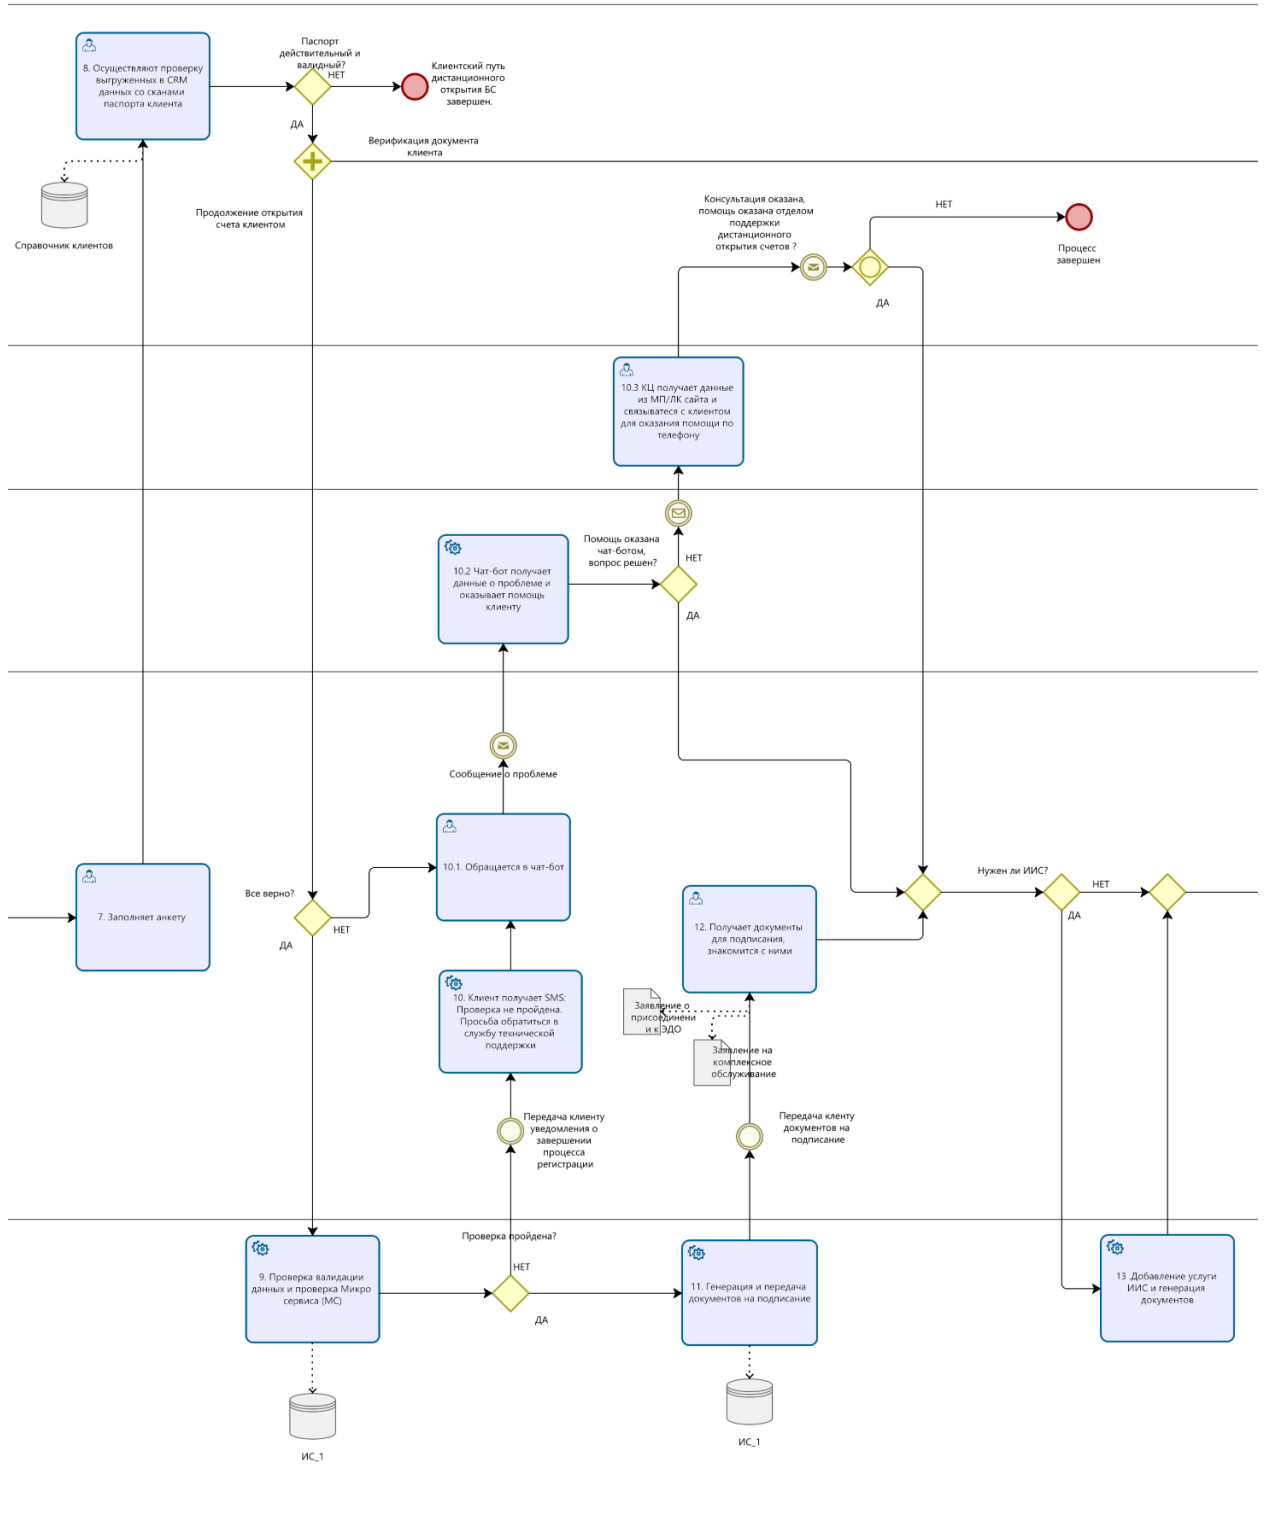 Паспорт
действительный и
валидный?
НЕТ
8. Осуществляют проверку
выгруженных в CRM
данных со сканами
паспорта клиента
Клиентский путь
дистанционного
открытия БС
завершен.
ДА
Верификация документа
клиента
Справочник клиентов
Продолжение открытия
счета клиентом
Консультация оказана,
помощь оказана отделом
поддержки
дистанционного
открытия счетов ?
НЕТ
Процесс
завершен
ДА
10.3 КЦ получает данные
из МП/ЛК сайта и
связыватеся с клиентом
для оказания помощи по
телефону
Помощь оказана
чат-ботом,
вопрос решен?
НЕТ
10.2 Чат-бот получает
данные о проблеме и
оказывает помощь
клиенту
ДА
Сообщение о проблеме
10.1. Обращается в чат-бот
Нужен ли ИИС?
НЕТ
ДА
7. Заполняет анкету
Все верно?
НЕТ
ДА
12. Получает документы
для подписания,
знакомится с ними
10. Клиент получает SMS:
Проверка не пройдена.
Просьба обратиться в
службу технической
поддержки
Заявление о
присоединени
и к ЭДО
Заявление на
комплексное
обслуживание
Передача клиенту
уведомления о
завершении
процесса
регистрации
Передача кленту
документов на
подписание
Проверка пройдена?
НЕТ
ДА
9. Проверка валидации
данных и проверка Микро
сервиса (МС)
11. Генерация и передача
документов на подписание
13 .Добавление услуги
ИИС и генерация
документов
ИС_1
ИС_1